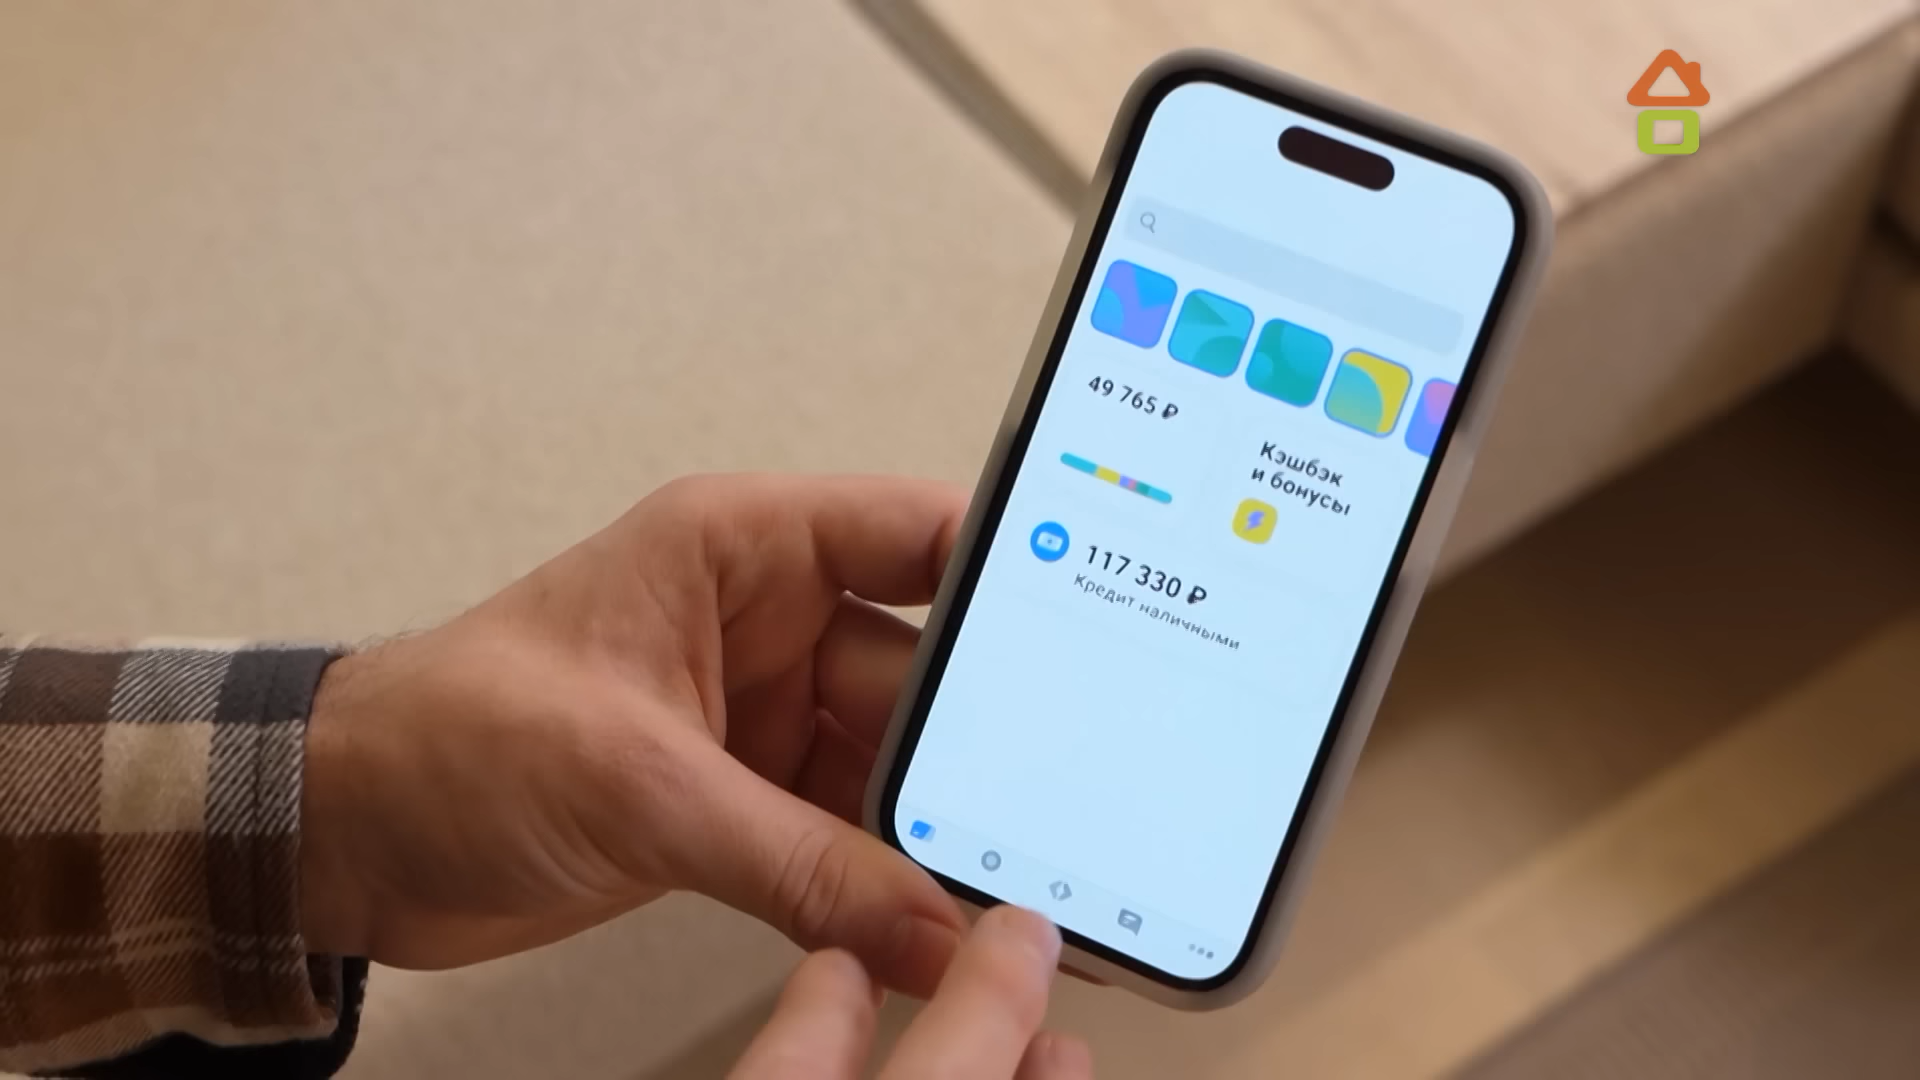 49 765 ₽
Кэшбэк
и бонусы
117 330 ₽
Кредит наличными